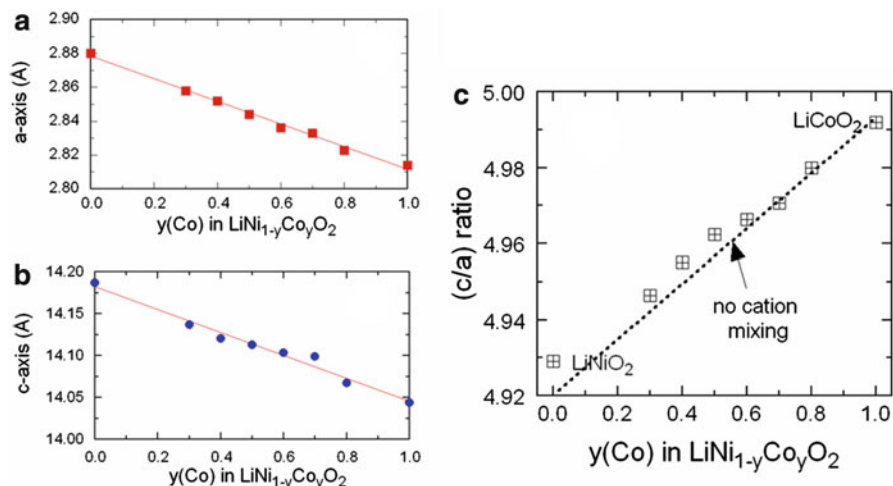 a
2.90
2.88
2.86
2.84
2.82
2.80
a-axis (Å)
0.0 0.2 0.4 0.6 0.8 1.0
y(Co) in LiNi₁₋yCoyO₂
b
14.20
14.15
14.10
14.05
14.00
c-axis (Å)
0.0 0.2 0.4 0.6 0.8 1.0
y(Co) in LiNi₁₋yCoyO₂
c
5.00
4.98
4.96
4.94
4.92
(c/a) ratio
LiCoO₂
no cation
mixing
LiNiO₂
0.0 0.2 0.4 0.6 0.8 1.0
y(Co) in LiNi₁₋yCoyO₂